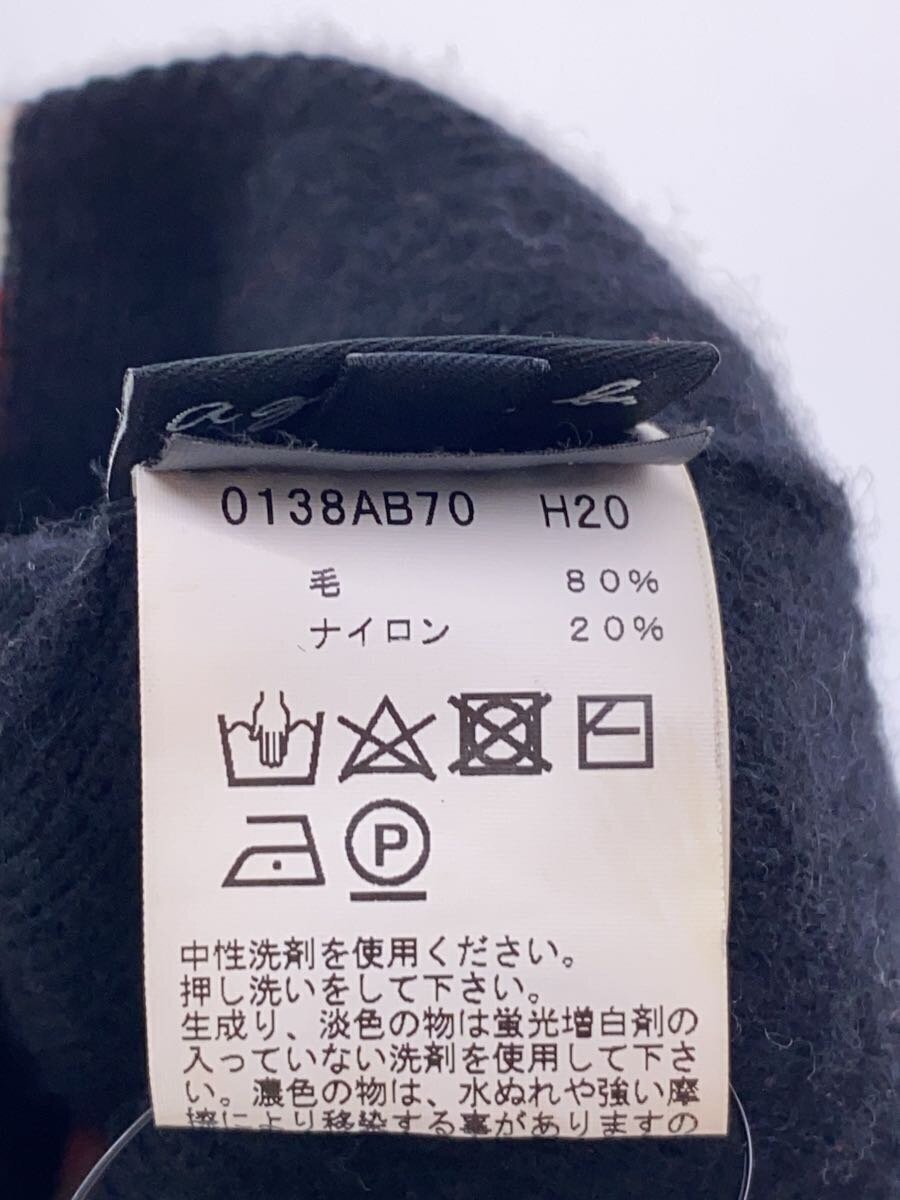 ag b
0138AB70 H20
毛 80%
ナイロン 20%
P
中性洗剤を使用ください。
押し洗いをして下さい。
生成り、淡色の物は蛍光増白剤の
入っていない洗剤を使用して下さ
い。濃色の物は、水ぬれや強い摩
擦により移染する事がありますの